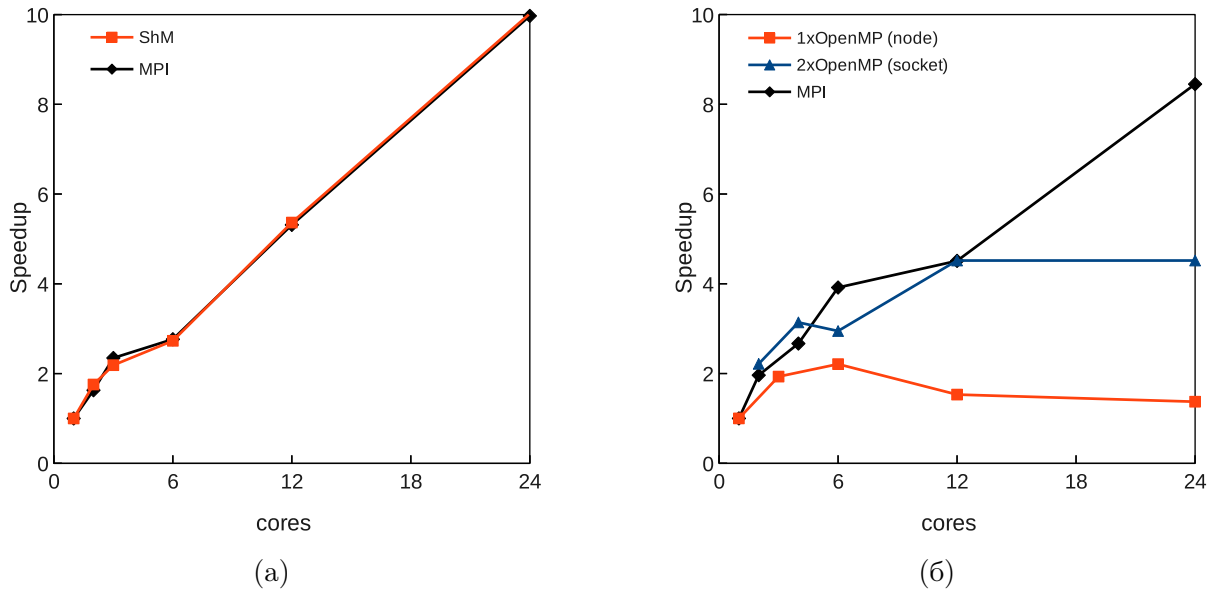 10
8
6
4
2
0
Speedup
ShM
MPI
0 6 12 18 24
cores
(а)
10
8
6
4
2
0
Speedup
1xOpenMP (node)
2xOpenMP (socket)
MPI
0 6 12 18 24
cores
(б)